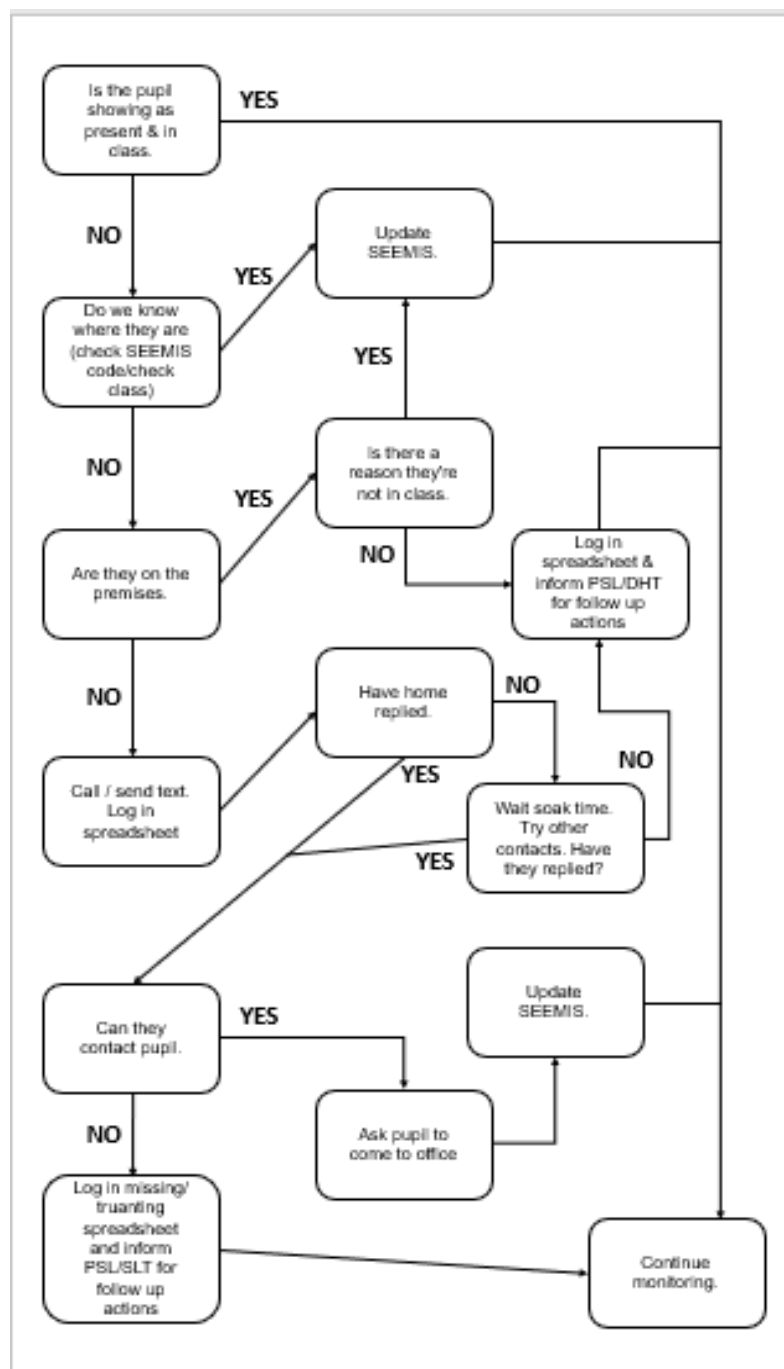 Is the pupil
showing as
present & in
class.
YES
NO
Update
SEEMIS.
YES
Do we know
where they are
(check SEEMIS
code/check
class)
YES
NO
Is there a
reason they're
not in class.
YES
NO
Log in
spreadsheet &
inform PSL/DHT
for follow up
actions
Are they on the
premises.
NO
Have home
replied.
NO
YES
NO
Call / send text.
Log in
spreadsheet
Wait soak time.
Try other
contacts. Have
they replied?
YES
Update
SEEMIS.
Can they
contact pupil.
YES
NO
Ask pupil to
come to office
Log in missing/
truanting
spreadsheet
and inform
PSL/SLT for
follow up
actions
Continue
monitoring.